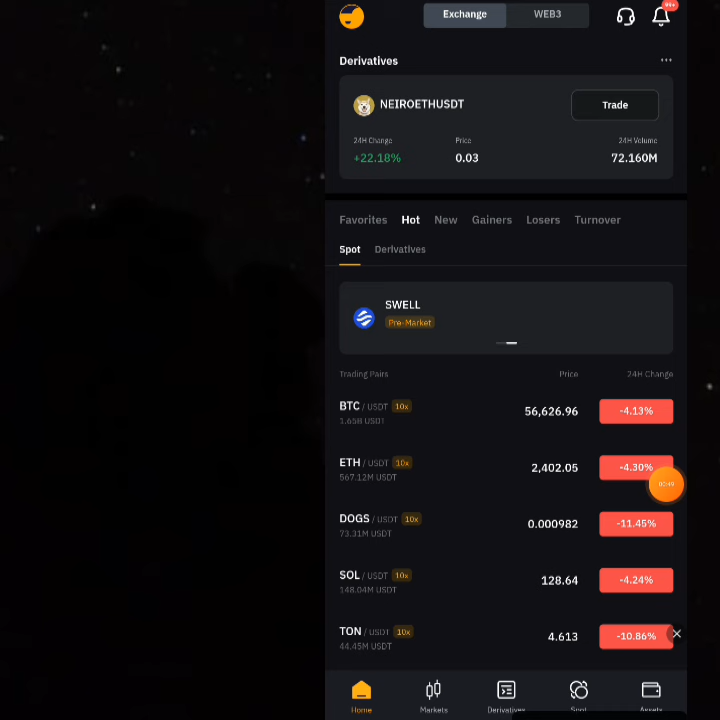 Exchange WEB3
99+
Derivatives
NEIROETHUSDT
Trade
24H Change Price 24H Volume
+22.18% 0.03 72.160M
Favorites Hot New Gainers Losers Turnover
Spot Derivatives
SWELL
Pre-Market
Trading Pairs Price 24H Change
BTC / USDT 10x 56,626.96 -4.13%
1.65B USDT
ETH / USDT 10x 2,402.05 -4.30%
567.12M USDT
00:49
DOGS / USDT 10x 0.000982 -11.45%
73.31M USDT
SOL / USDT 10x 128.64 -4.24%
148.04M USDT
TON / USDT 10x 4.613 -10.86%
44.45M USDT
Home Markets Derivatives Spot Assets